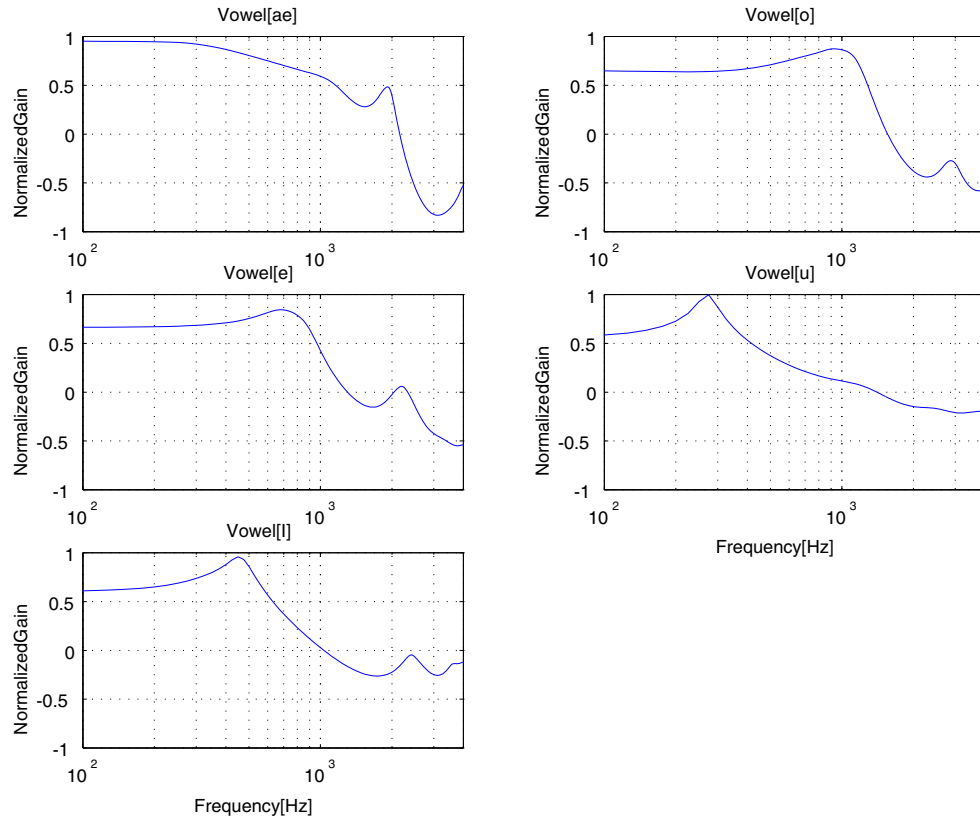 Vowel[ae]
NormalizedGain
1
0.5
0
-0.5
-1
10^2
10^3
Vowel[o]
NormalizedGain
1
0.5
0
-0.5
-1
10^2
10^3
Vowel[e]
NormalizedGain
1
0.5
0
-0.5
-1
10^2
10^3
Vowel[u]
NormalizedGain
1
0.5
0
-0.5
-1
10^2
10^3
Frequency[Hz]
Vowel[I]
NormalizedGain
1
0.5
0
-0.5
-1
10^2
10^3
Frequency[Hz]